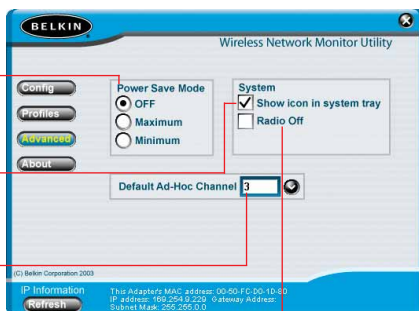 BELKIN
Wireless Network Monitor Utility
Config
Profiles
Advanced
About
Power Save Mode
OFF
Maximum
Minimum
System
Show icon in system tray
Radio Off
Default Ad-Hoc Channel 3
(C) Belkin Corporation 2003
IP Information
Refresh
This Adapter's MAC address: 00-50-FC-D0-1D-80
IP address: 169.254.9.229 Gateway Address:
Subnet Mask: 255.255.0.0